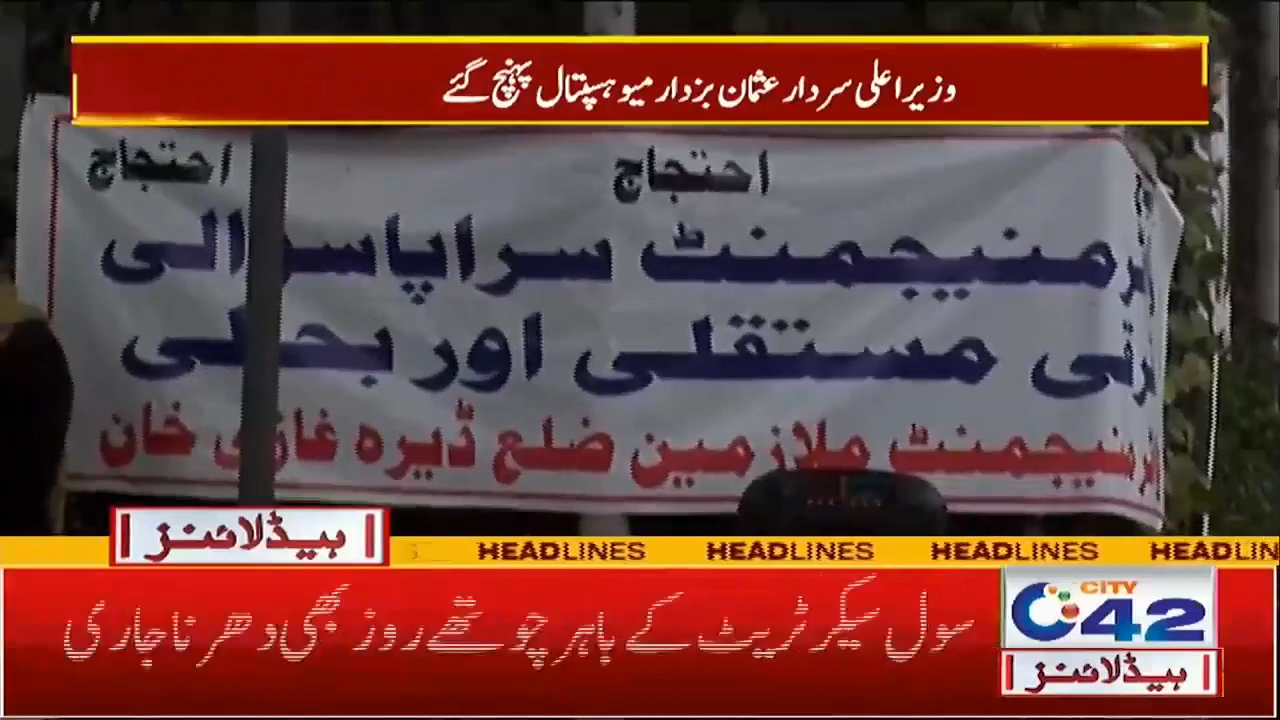 وزیراعلی سردار عثمان بزدار میو ہسپتال پہنچ گئے
احتجاج احتجاج
منیجمنٹ سراپا
مستقلی اور بحالی
منیجمنٹ ملازمین ضلع ڈیرہ غازی خان
ہیڈلائنز
HEADLINES HEADLINES HEADLINES HEADLIN
سول سیکرٹریٹ کے باہر چوتھے روز بھی دھرنا جاری
CITY 42
ہیڈلائنز